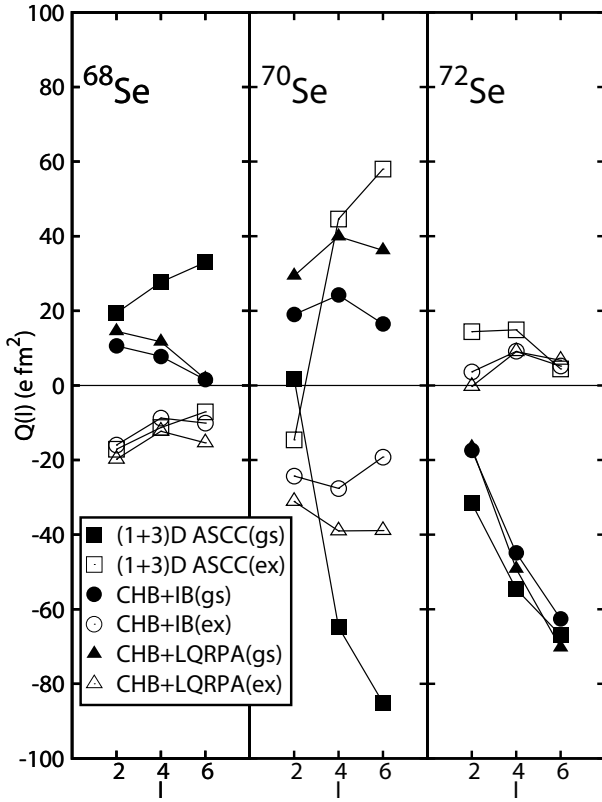 100
80
60
40
20
0
-20
-40
-60
-80
-100
Q(I) (e fm²)
⁶⁸Se
⁷⁰Se
⁷²Se
(1+3)D ASCC(gs)
(1+3)D ASCC(ex)
CHB+IB(gs)
CHB+IB(ex)
CHB+LQRPA(gs)
CHB+LQRPA(ex)
2 4 6 2 4 6 2 4 6
I I I